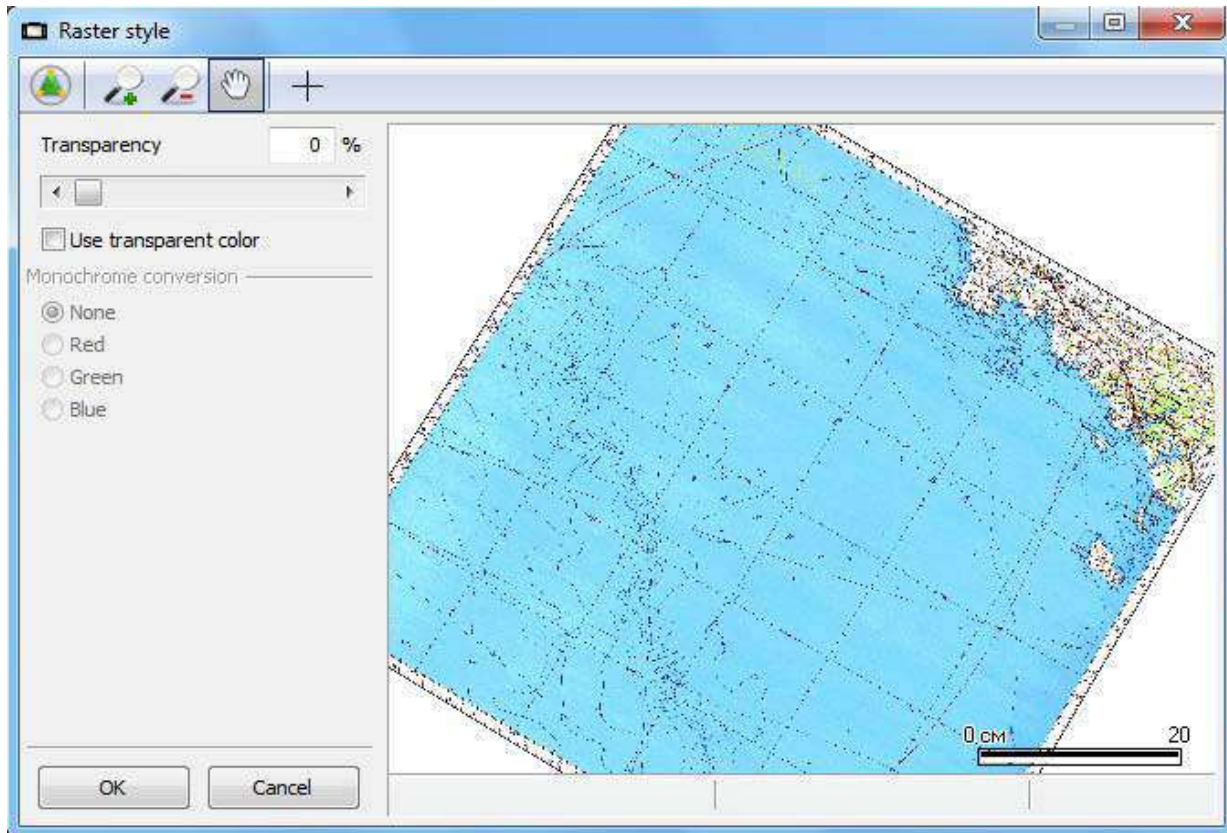 Raster style
Transparency 0 %
Use transparent color
Monochrome conversion
None
Red
Green
Blue
OK Cancel
0 см 20